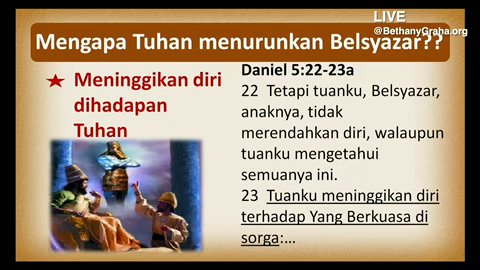 LIVE
@BethanyGraha.org
Mengapa Tuhan menurunkan Belsyazar??
Meninggikan diri
dihadapan
Tuhan
Daniel 5:22-23a
22 Tetapi tuanku, Belsyazar,
anaknya, tidak
merendahkan diri, walaupun
tuanku mengetahui
semuanya ini.
23 Tuanku meninggikan diri
terhadap Yang Berkuasa di
sorga:...